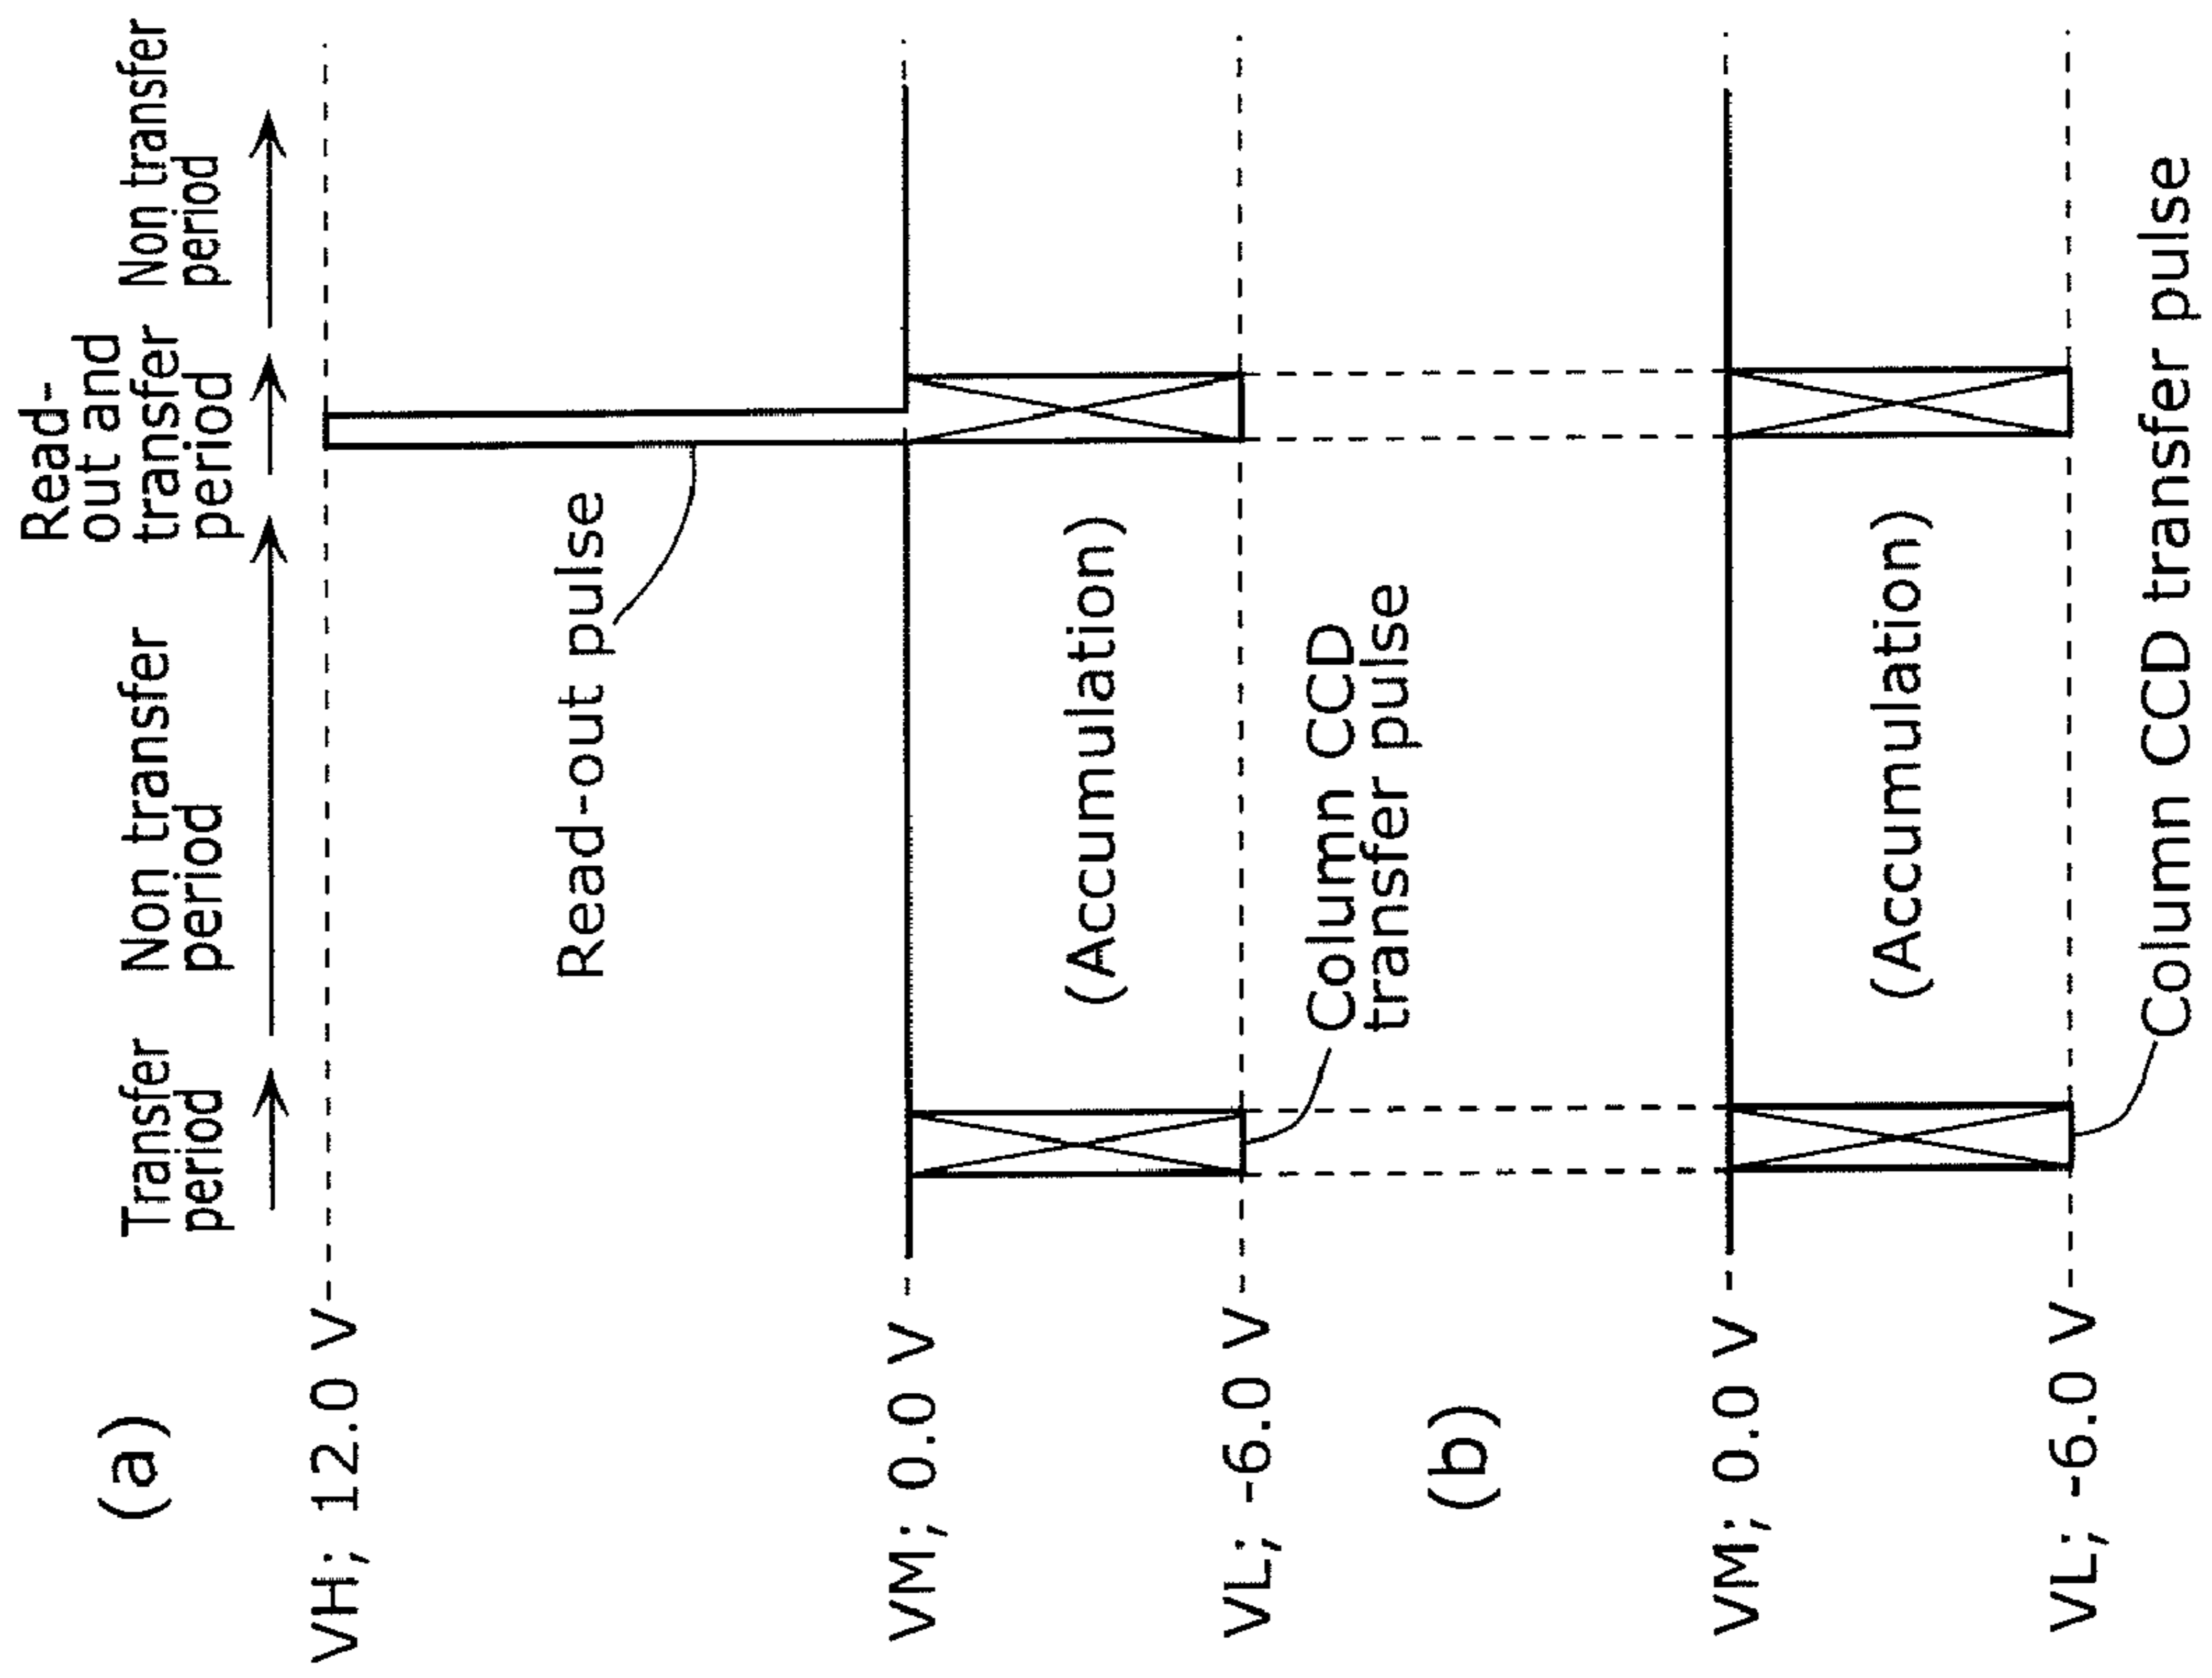 (a)
Transfer
period
Non transfer
period
Read-
out and
transfer
period
Non transfer
period
VH; 12.0 V
Read-out pulse
VM; 0.0 V
(Accumulation)
VL; -6.0 V
Column CCD
transfer pulse
(b)
VM; 0.0 V
(Accumulation)
VL; -6.0 V
Column CCD transfer pulse